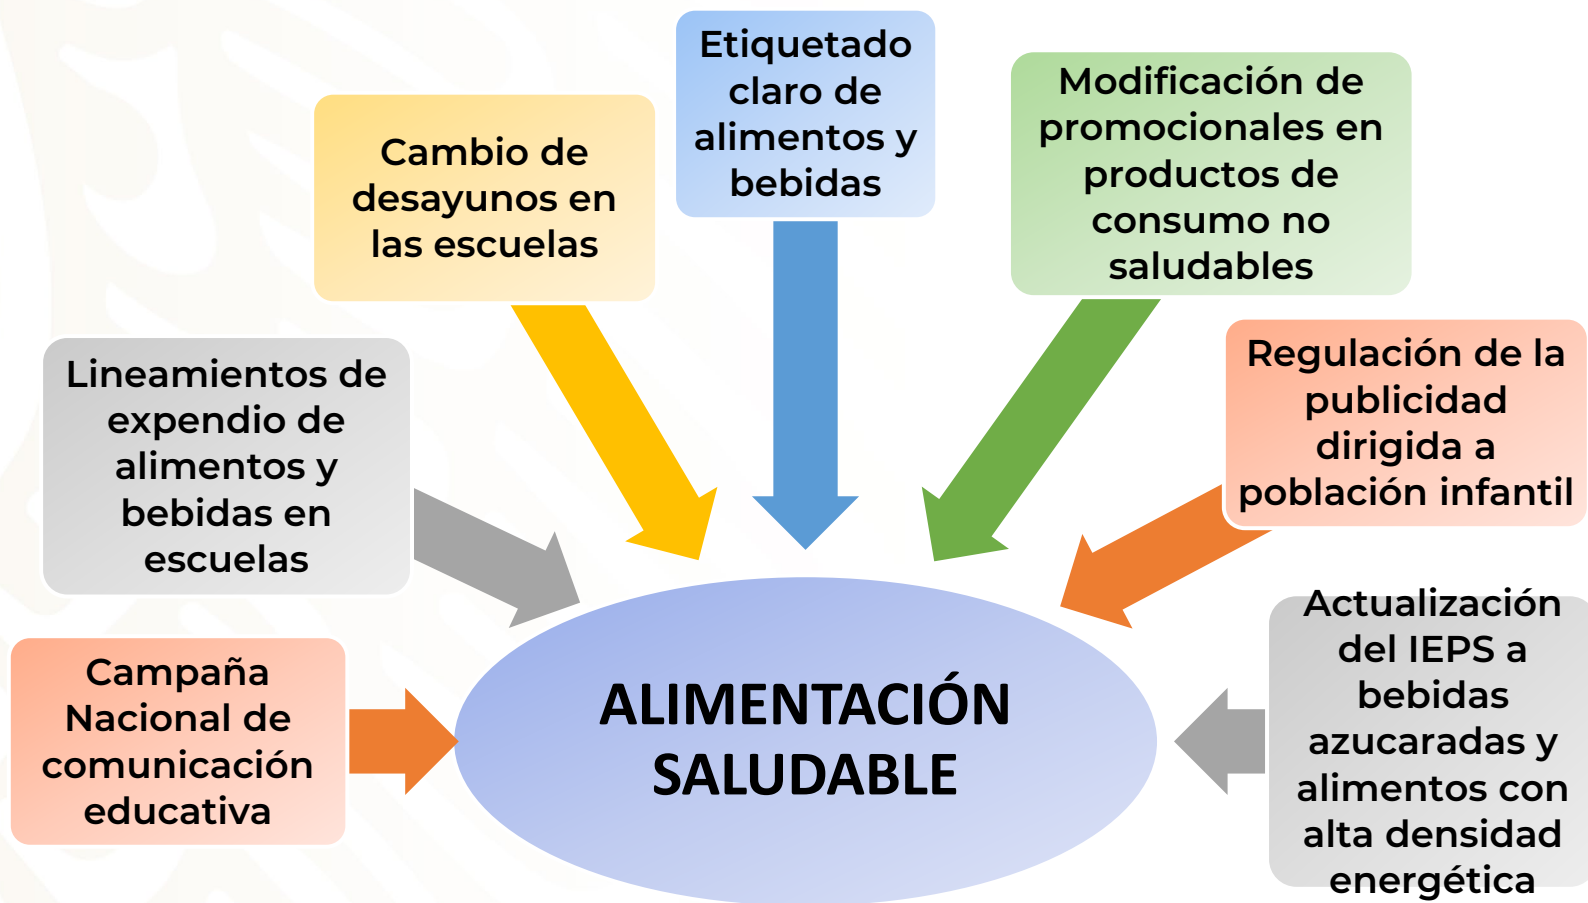 Etiquetado
claro de
alimentos y
bebidas
Modificación de
promocionales en
productos de
consumo no
saludables
Cambio de
desayunos en
las escuelas
Regulación de la
publicidad
dirigida a
población infantil
Lineamientos de
expendio de
alimentos y
bebidas en
escuelas
Actualización
del IEPS a
bebidas
azucaradas y
alimentos con
alta densidad
energética
Campaña
Nacional de
comunicación
educativa
ALIMENTACIÓN
SALUDABLE